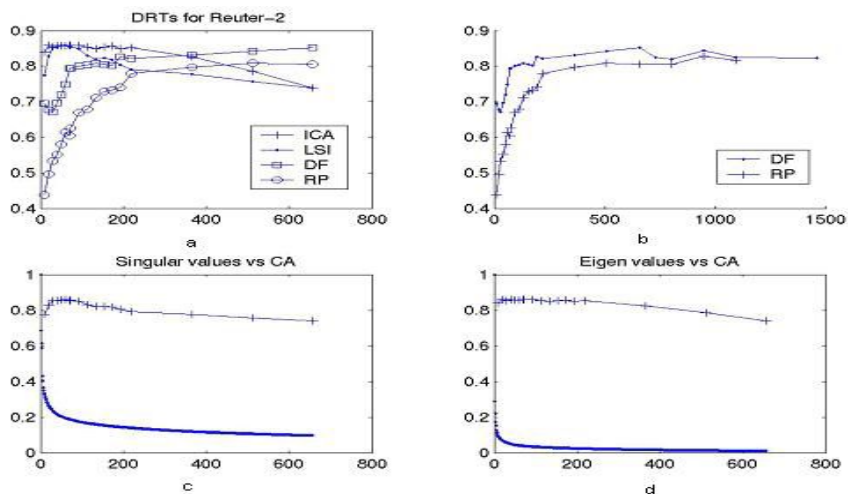 DRTs for Reuter-2
0.9
0.8
0.7
0.6
0.5
0.4
ICA
LSI
DF
RP
0 200 400 600 800
a
0.9
0.8
0.7
0.6
0.5
0.4
DF
RP
0 500 1000 1500
b
Singular values vs CA
1
0.8
0.6
0.4
0.2
0
0 200 400 600 800
c
Eigen values vs CA
1
0.8
0.6
0.4
0.2
0
0 200 400 600 800
d